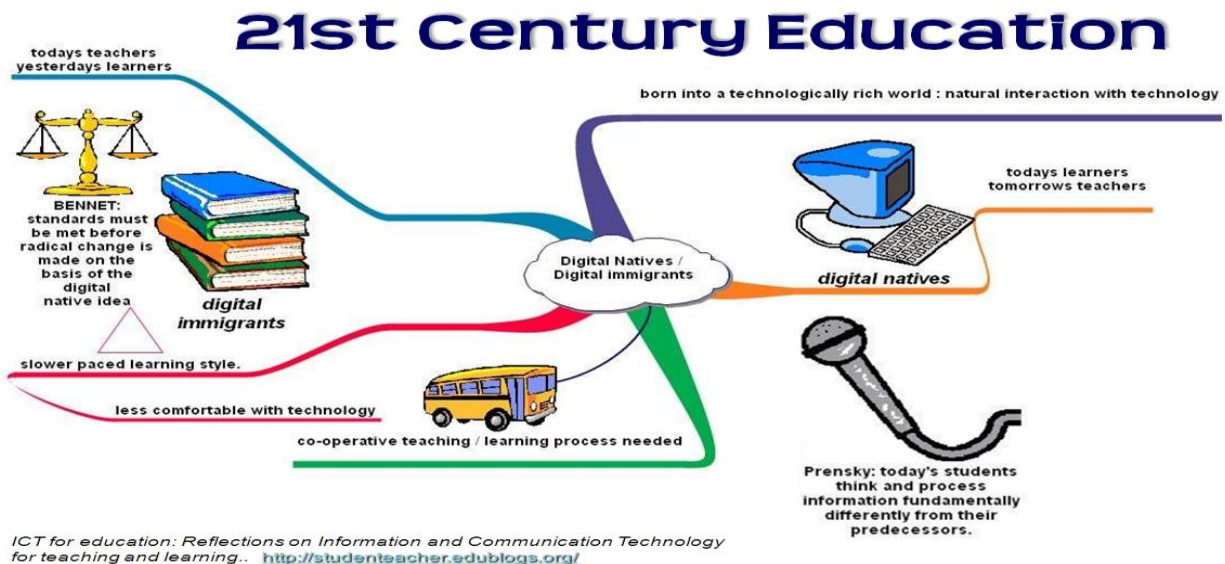 21st Century Education
todays teachers
yesterdays learners
born into a technologically rich world : natural interaction with technology
todays learners
tomorrows teachers
BENNET:
standards must
be met before
radical change is
made on the
basis of the
digital
native idea
digital
immigrants
Digital Natives /
Digital immigrants
digital natives
slower paced learning style.
less comfortable with technology
co-operative teaching / learning process needed
Prensky: today's students
think and process
information fundamentally
differently from their
predecessors.
ICT for education: Reflections on Information and Communication Technology
for teaching and learning.. http://studenteacher.edublogs.org/